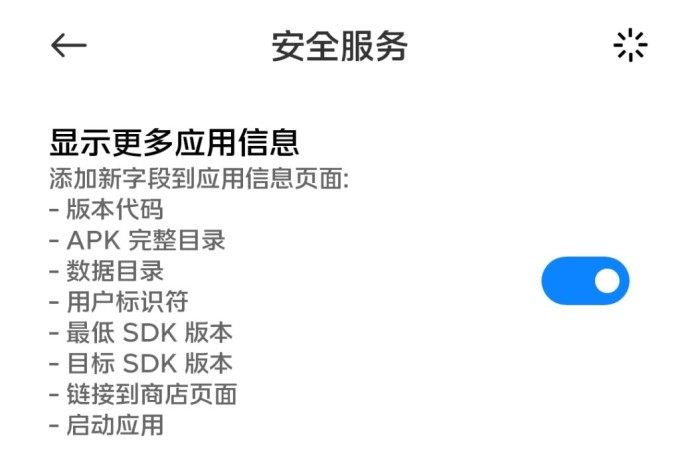 安全服务
显示更多应用信息
添加新字段到应用信息页面:
- 版本代码
- APK 完整目录
- 数据目录
- 用户标识符
- 最低 SDK 版本
- 目标 SDK 版本
- 链接到商店页面
- 启动应用